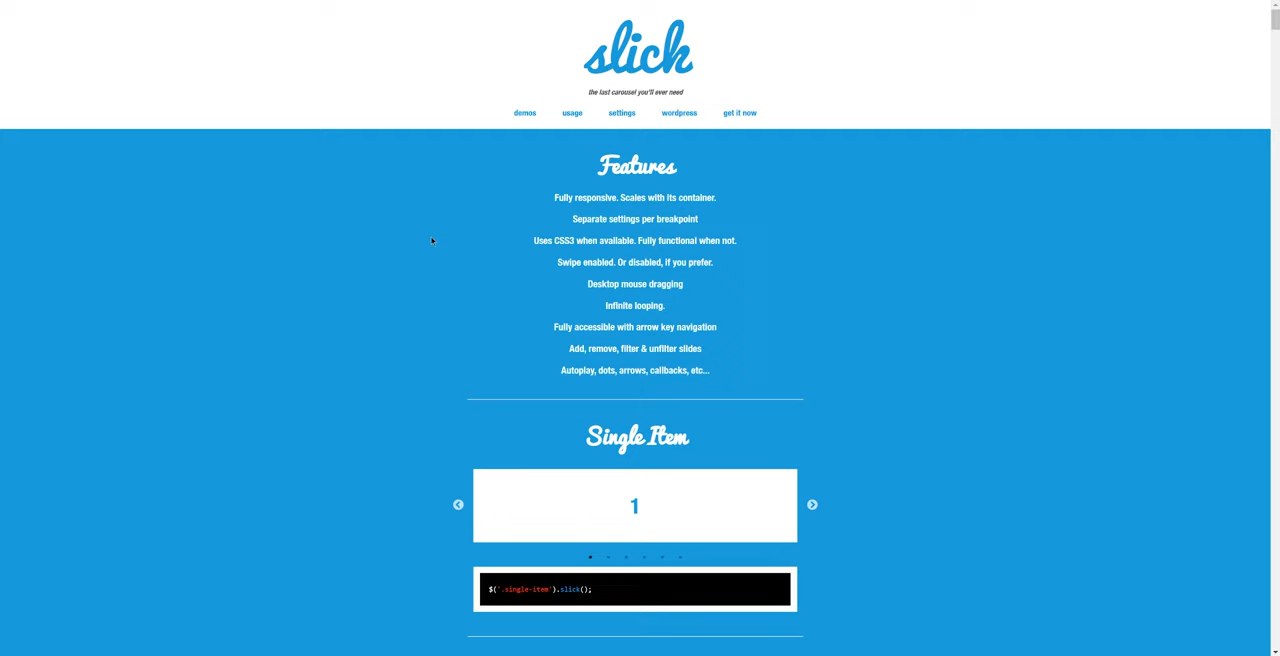 slick
the last carousel you'll ever need
demos usage settings wordpress get it now
Features
Fully responsive. Scales with its container.
Separate settings per breakpoint
Uses CSS3 when available. Fully functional when not.
Swipe enabled. Or disabled, if you prefer.
Desktop mouse dragging
Infinite looping.
Fully accessible with arrow key navigation
Add, remove, filter & unfilter slides
Autoplay, dots, arrows, callbacks, etc...
Single Item
1
$('.single-item').slick();